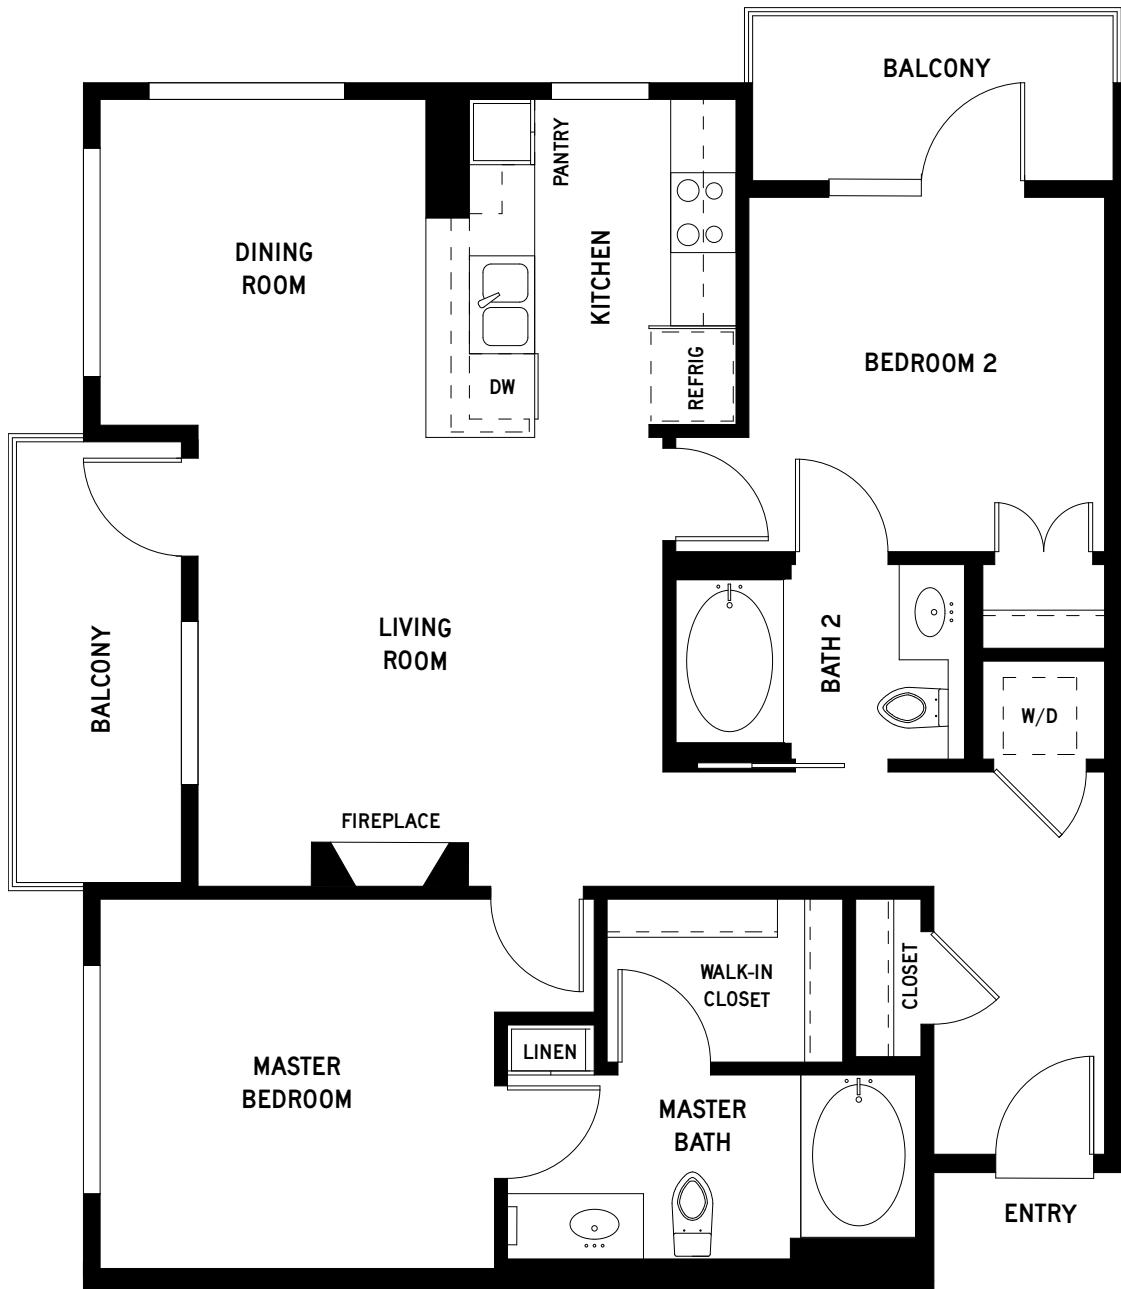 BALCONY
PANTRY
DINING
ROOM
KITCHEN
REFRIG
BEDROOM 2
DW
BALCONY
LIVING
ROOM
BATH 2
W/D
FIREPLACE
WALK-IN
CLOSET
CLOSET
LINEN
MASTER
BEDROOM
MASTER
BATH
ENTRY